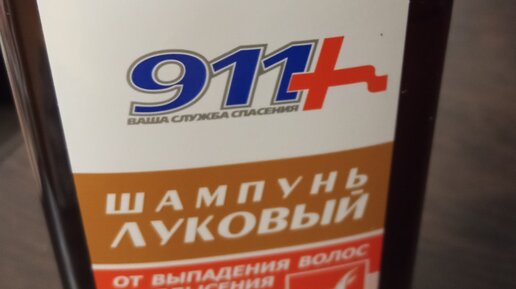 911+
ВАША СЛУЖБА СПАСЕНИЯ
ШАМПУНЬ
ЛУКОВЫЙ
ОТ ВЫПАДЕНИЯ ВОЛОС